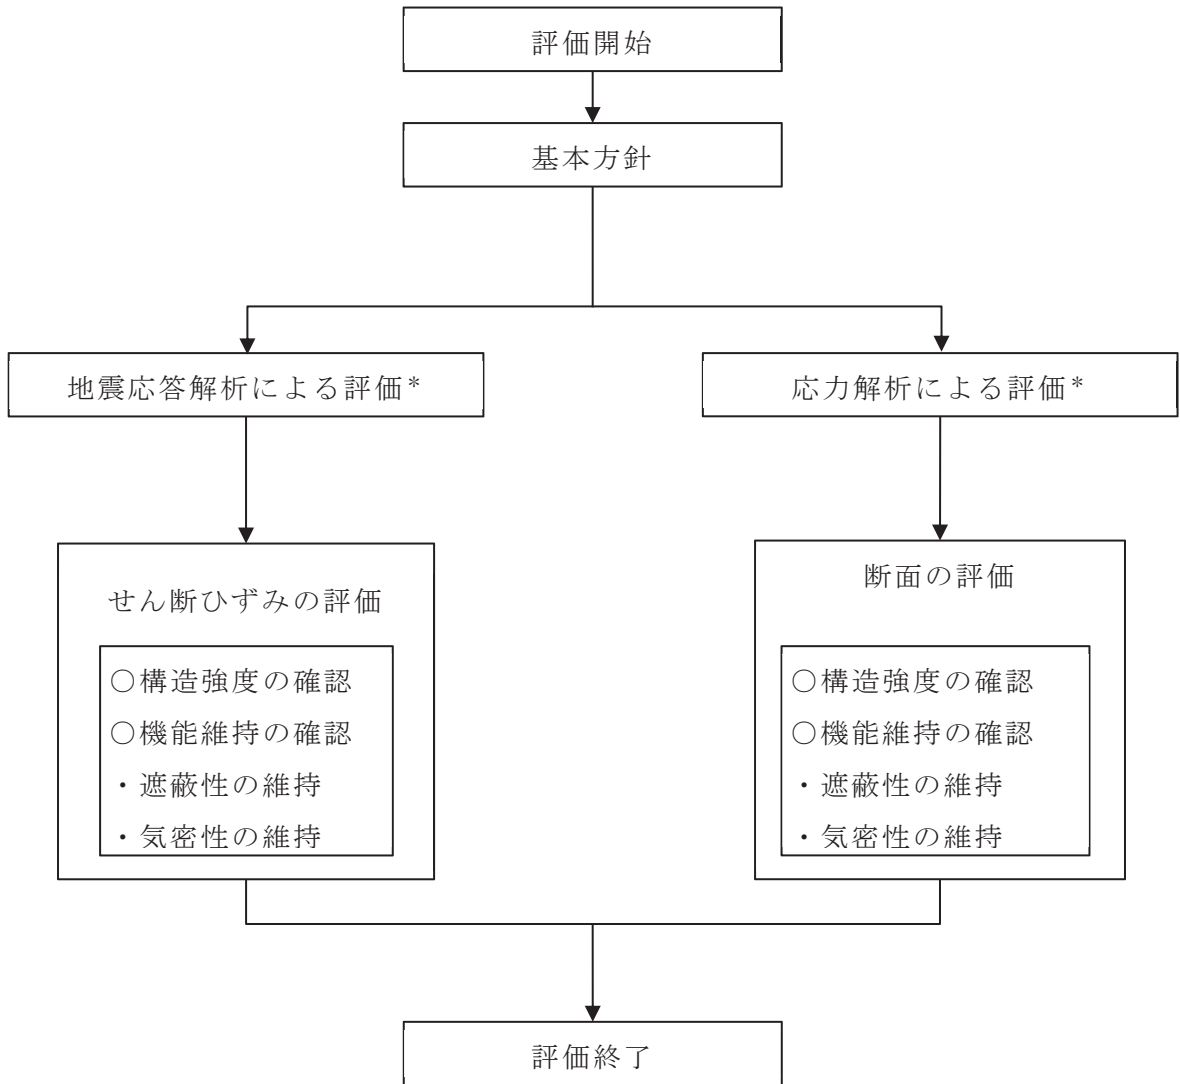 評価開始
基本方針
地震応答解析による評価*
応力解析による評価*
せん断ひずみの評価
○構造強度の確認
○機能維持の確認
・遮蔽性の維持
・気密性の維持
断面の評価
○構造強度の確認
○機能維持の確認
・遮蔽性の維持
・気密性の維持
評価終了